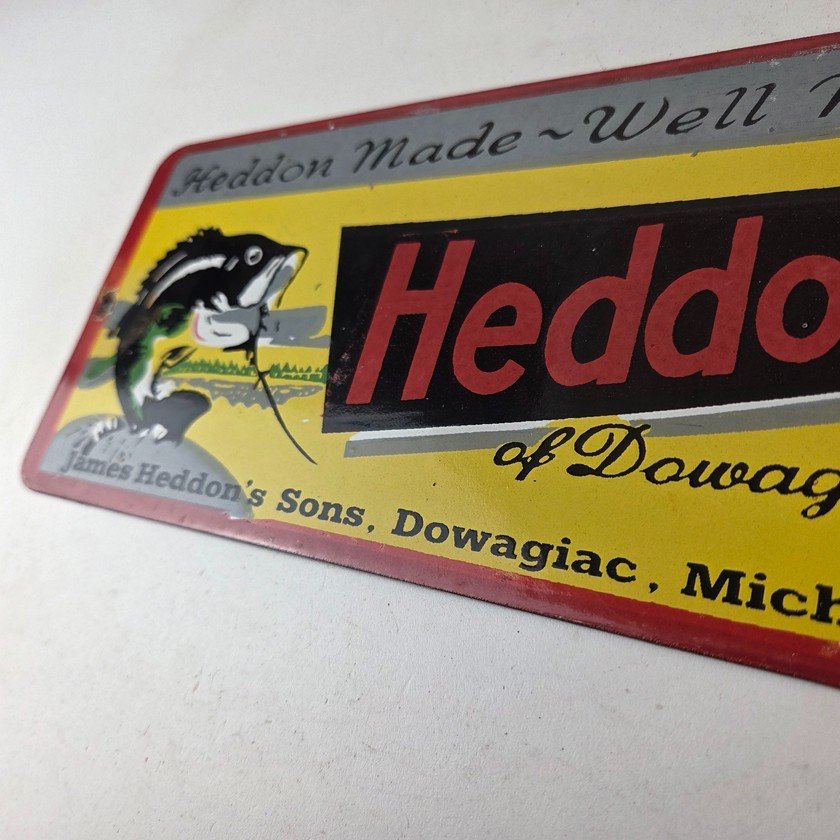 Heddon Made ~ Well
Heddo
of Dowag
James Heddon's Sons, Dowagiac, Mich